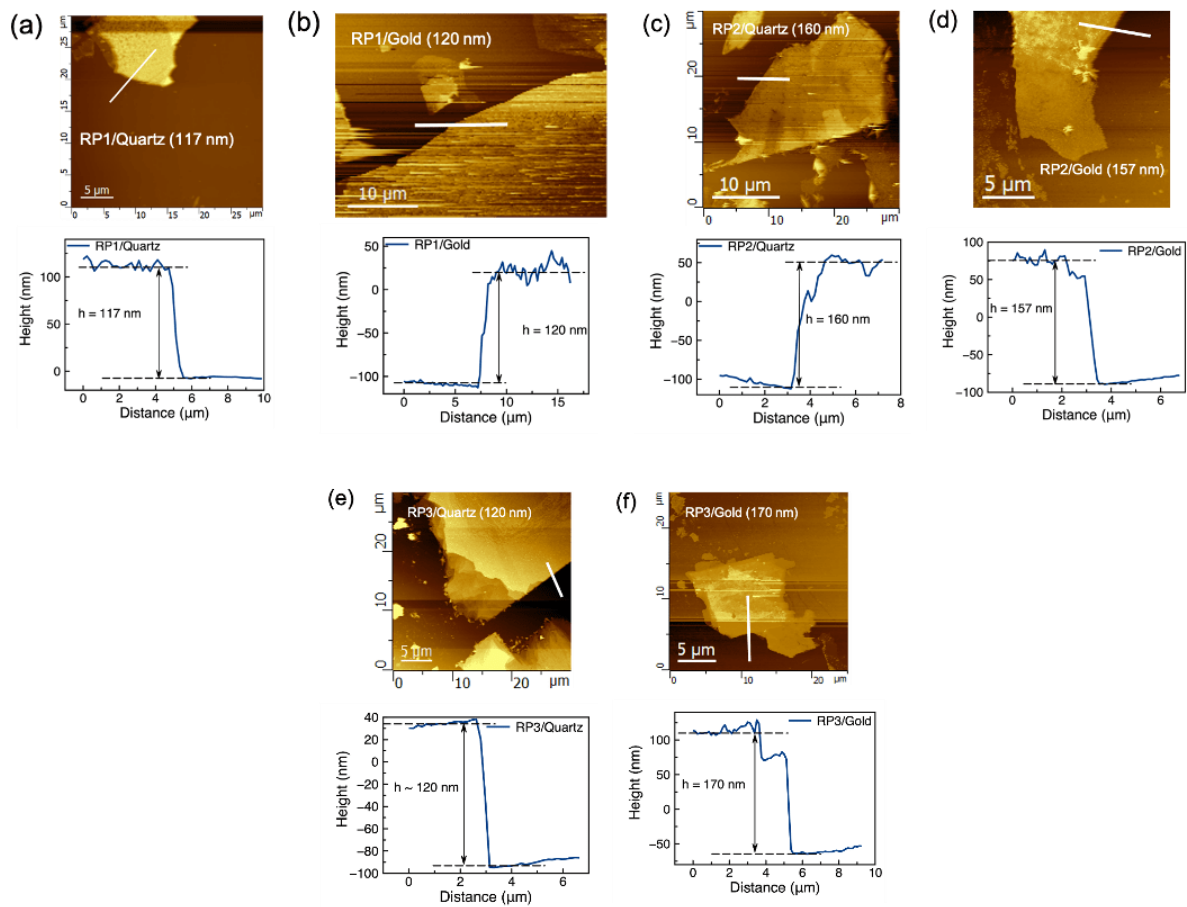 (a)
μm
20
10
0
RP1/Quartz (117 nm)
5 μm
0 10 20 30
μm
RP1/Quartz
100
50
0
Height (nm)
h = 117 nm
0 2 4 6 8 10
Distance (μm)
(b)
RP1/Gold (120 nm)
10 μm
RP1/Gold
50
0
−50
−100
Height (nm)
h = 120 nm
0 5 10 15
Distance (μm)
(c)
RP2/Quartz (160 nm)
μm
20
10
0
10 μm
0 10 20
μm
RP2/Quartz
100
50
0
−50
−100
Height (nm)
h = 160 nm
0 2 4 6 8
Distance (μm)
(d)
RP2/Gold (157 nm)
5 μm
RP2/Gold
100
75
50
25
0
−25
−50
−75
−100
Height (nm)
h = 157 nm
0 2 4 6
Distance (μm)
(e)
RP3/Quartz (120 nm)
μm
20
10
0
5 μm
0 10 20
μm
RP3/Quartz
40
20
0
−20
−40
−60
−80
−100
Height (nm)
h ~ 120 nm
0 2 4 6
Distance (μm)
(f)
RP3/Gold (170 nm)
μm
20
10
0
5 μm
0 10 20
μm
RP3/Gold
100
50
0
−50
Height (nm)
h = 170 nm
0 2 4 6 8 10
Distance (μm)